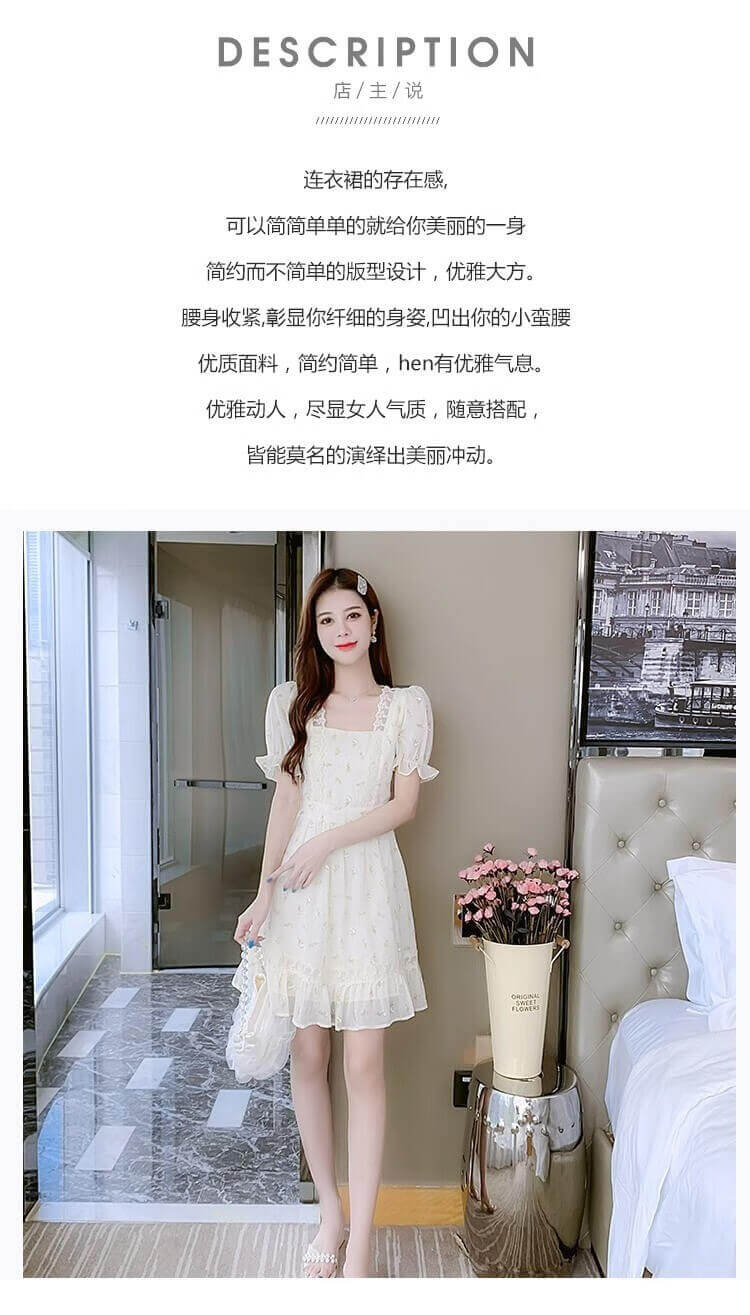 DESCRIPTION
店/主/说
连衣裙的存在感,
可以简简单单的就给你美丽的一身
简约而不简单的版型设计，优雅大方。
腰身收紧,彰显你纤细的身姿,凹出你的小蛮腰
优质面料，简约简单，hen有优雅气息。
优雅动人，尽显女人气质，随意搭配，
皆能莫名的演绎出美丽冲动。
ORIGINAL
SWEET
FLOWERS